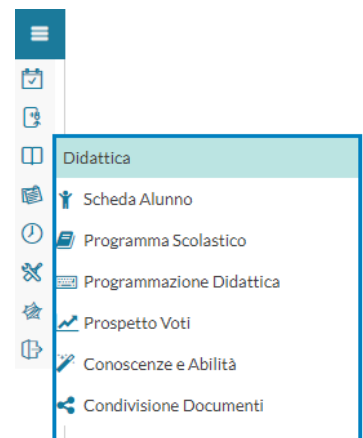 Didattica
Scheda Alunno
Programma Scolastico
Programmazione Didattica
Prospetto Voti
Conoscenze e Abilità
Condivisione Documenti